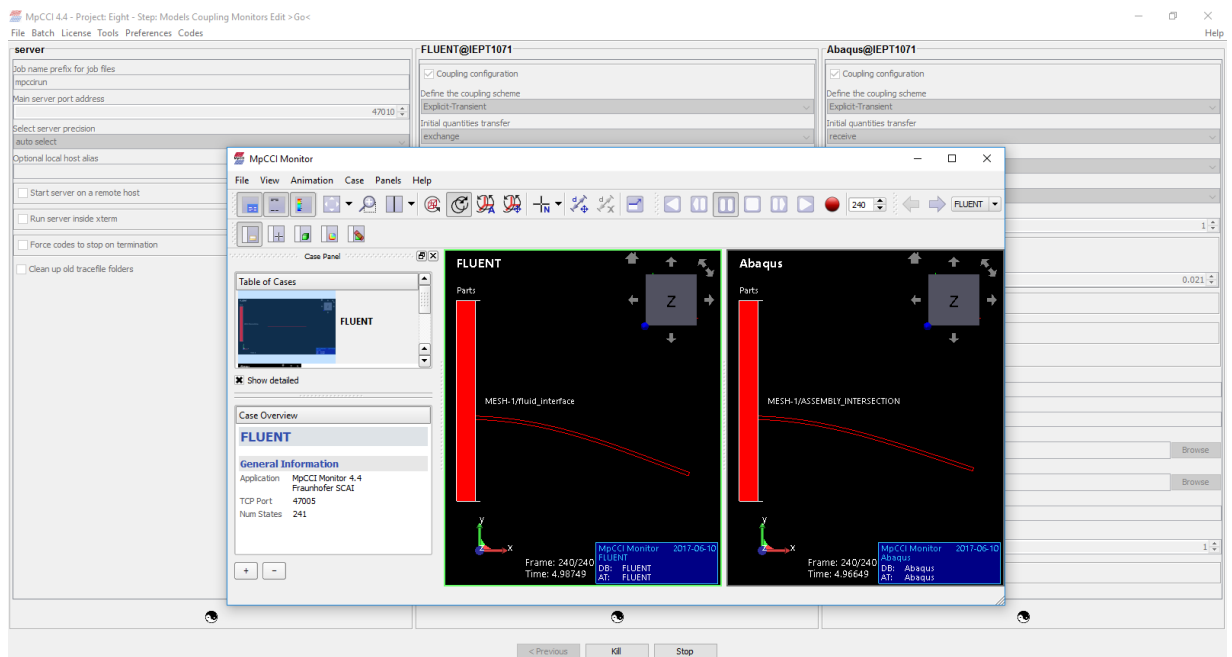 MpCCI 4.4 - Project: Eight - Step: Models Coupling Monitors Edit >Go<
File Batch License Tools Preferences Codes Help
server
Job name prefix for job files
mpccirun
Main server port address
47010
Select server precision
auto select
Optional local host alias
Start server on a remote host
Run server inside xterm
Force codes to stop on termination
Clean up old tracefile folders
FLUENT@IEPT1071
Coupling configuration
Define the coupling scheme
Explicit-Transient
Initial quantities transfer
exchange
Abaqus@IEPT1071
Coupling configuration
Define the coupling scheme
Explicit-Transient
Initial quantities transfer
receive
1
0.021
Browse
Browse
1
MpCCI Monitor
File View Animation Case Panels Help
240
FLUENT
Case Panel
Table of Cases
FLUENT
Show detailed
Case Overview
FLUENT
General Information
Application MpCCI Monitor 4.4
Fraunhofer SCAI
TCP Port 47005
Num States 241
+ -
FLUENT
Parts
Z
MESH-1/fluid_interface
y
z x
Frame: 240/240
Time: 4.98749
MpCCI Monitor 2017-06-10
FLUENT
DB: FLUENT
AT: FLUENT
Abaqus
Parts
Z
MESH-1/ASSEMBLY_INTERSECTION
y
z x
Frame: 240/240
Time: 4.96649
MpCCI Monitor 2017-06-10
Abaqus
DB: Abaqus
AT: Abaqus
< Previous Kill Stop